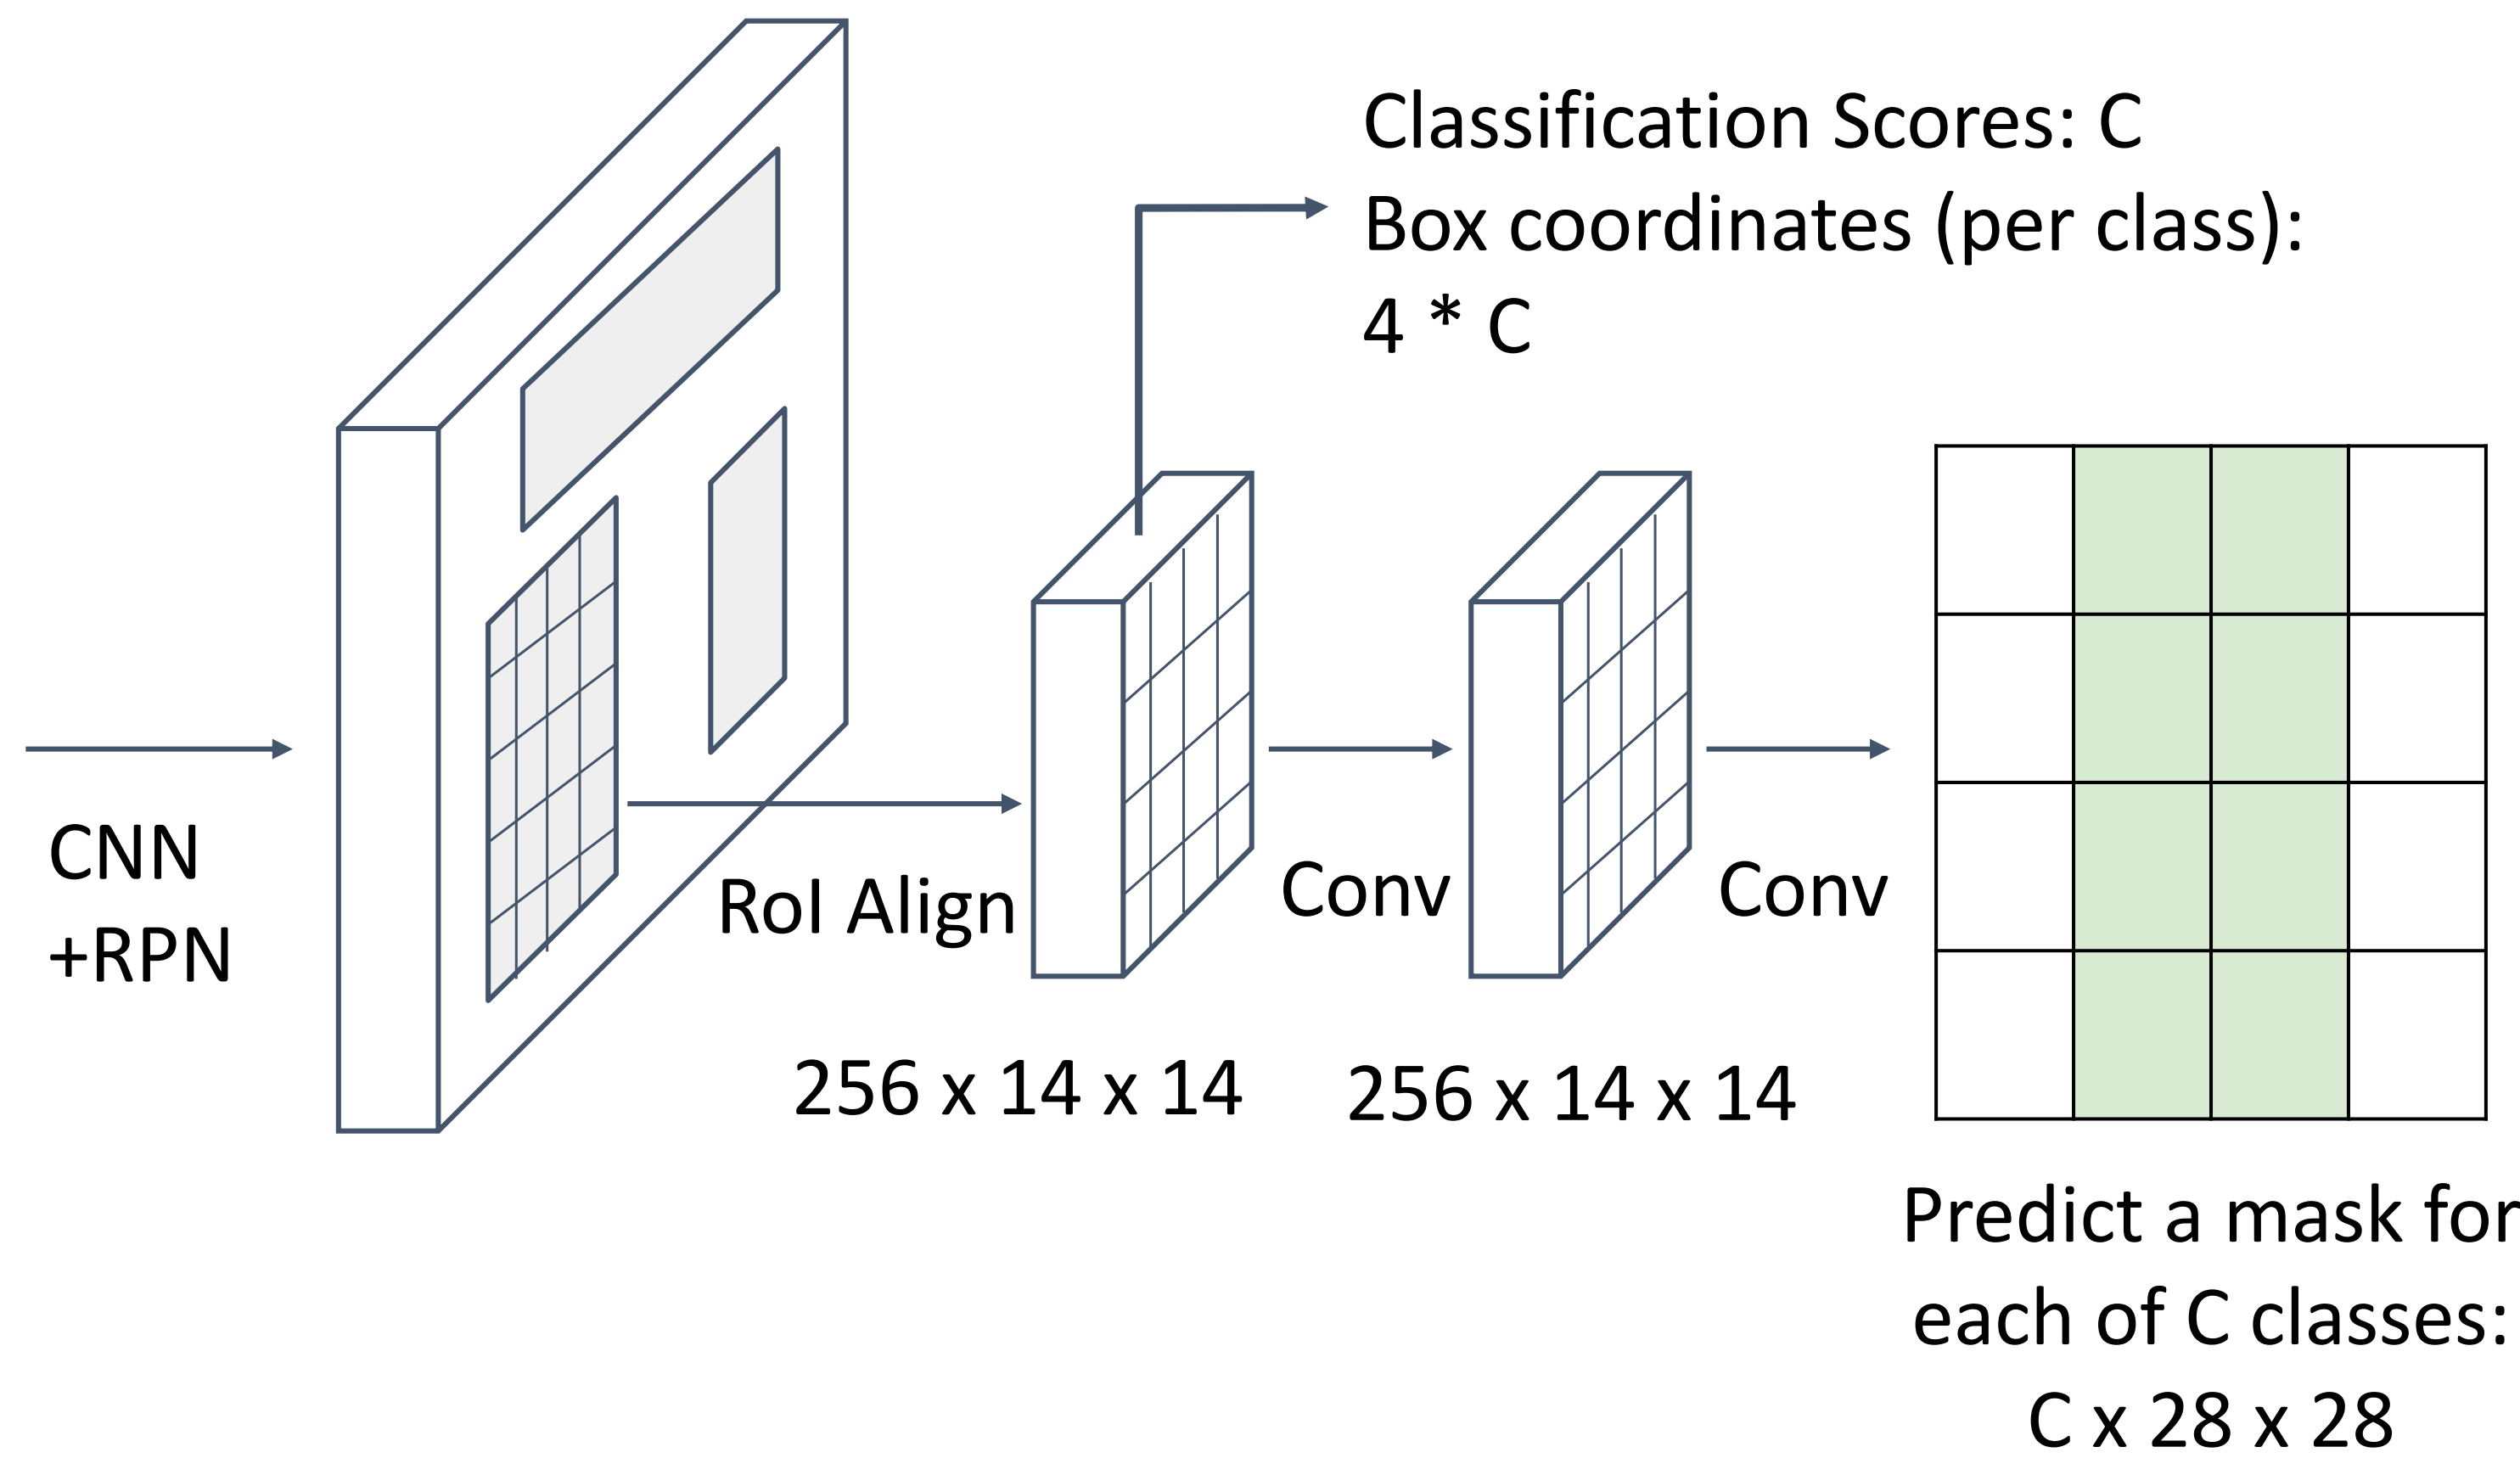 Classification Scores: C
Box coordinates (per class):
4 * C
CNN
+RPN
RoI Align
Conv
Conv
256 x 14 x 14
256 x 14 x 14
Predict a mask for
each of C classes:
C x 28 x 28